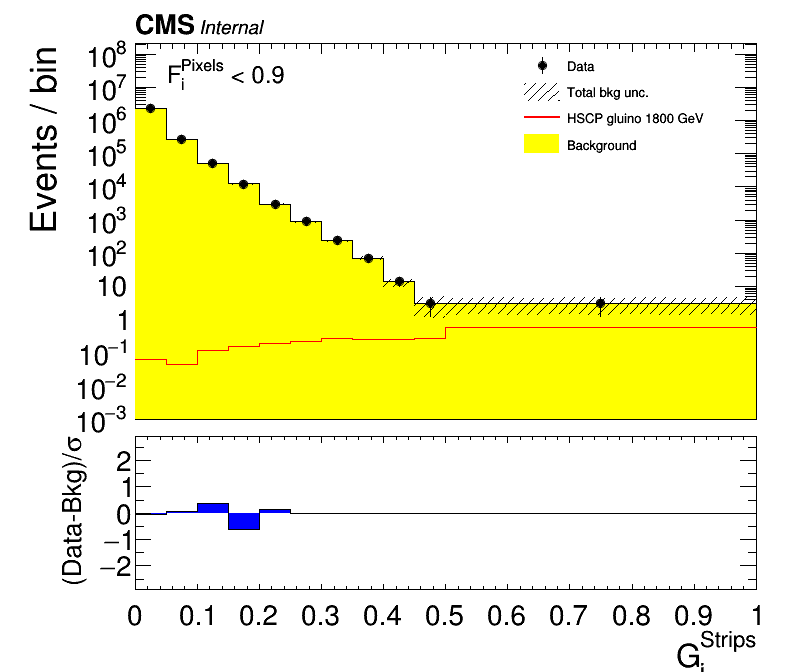 CMS Internal
Events / bin
F_i^Pixels < 0.9
Data
Total bkg unc.
HSCP gluino 1800 GeV
Background
10^8
10^7
10^6
10^5
10^4
10^3
10^2
10
1
10^−1
10^−2
10^−3
(Data-Bkg)/σ
2
1
0
−1
−2
0 0.1 0.2 0.3 0.4 0.5 0.6 0.7 0.8 0.9 1
G_i^Strips